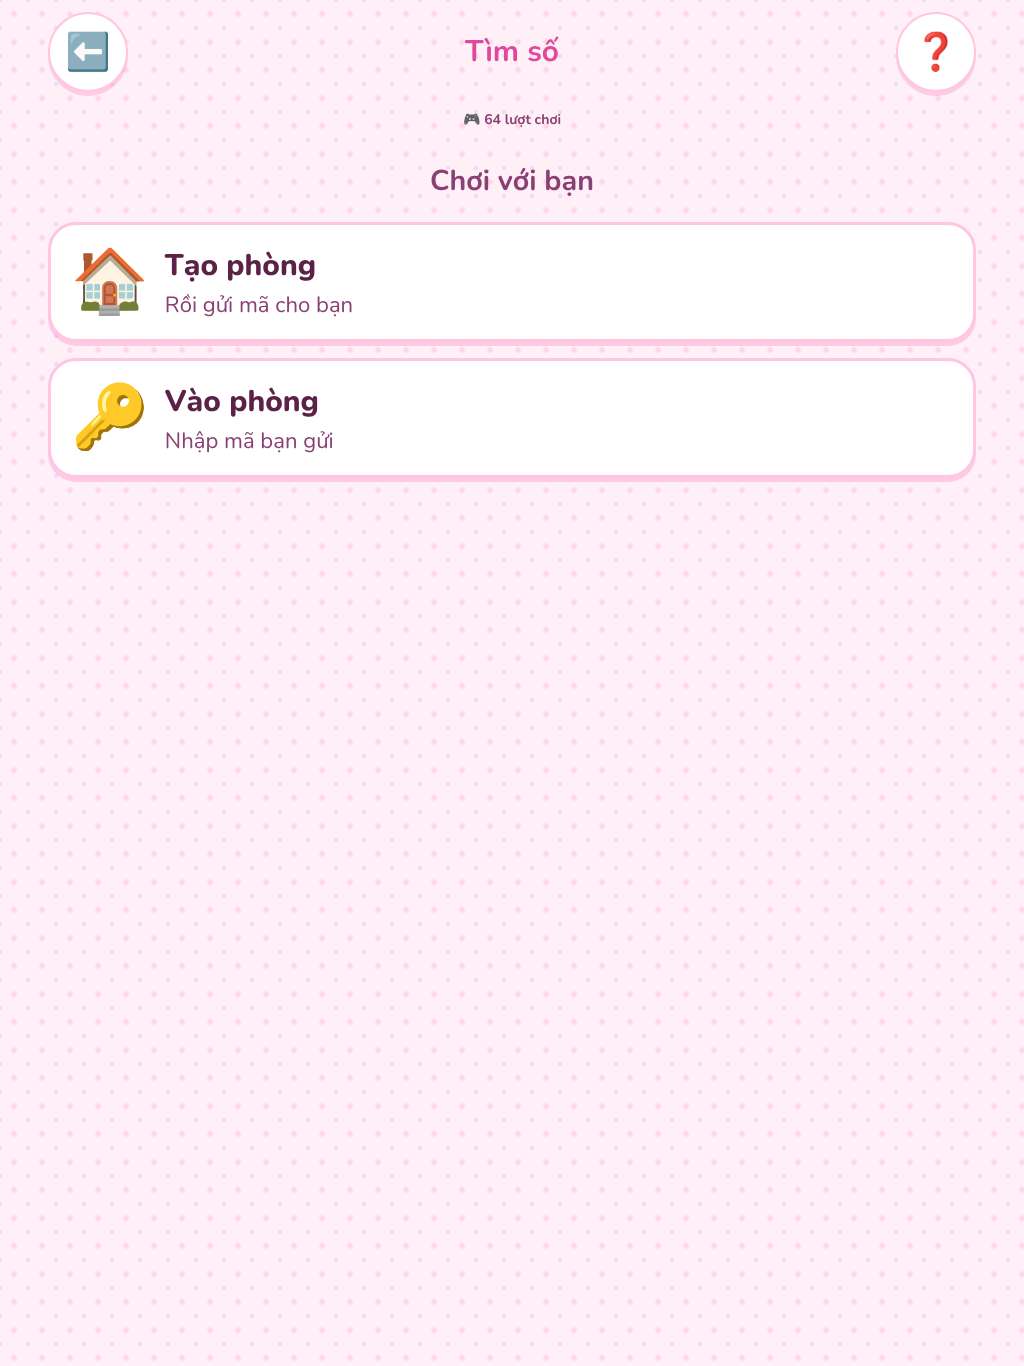 Tìm số
64 lượt chơi
Chơi với bạn
Tạo phòng
Rồi gửi mã cho bạn
Vào phòng
Nhập mã bạn gửi